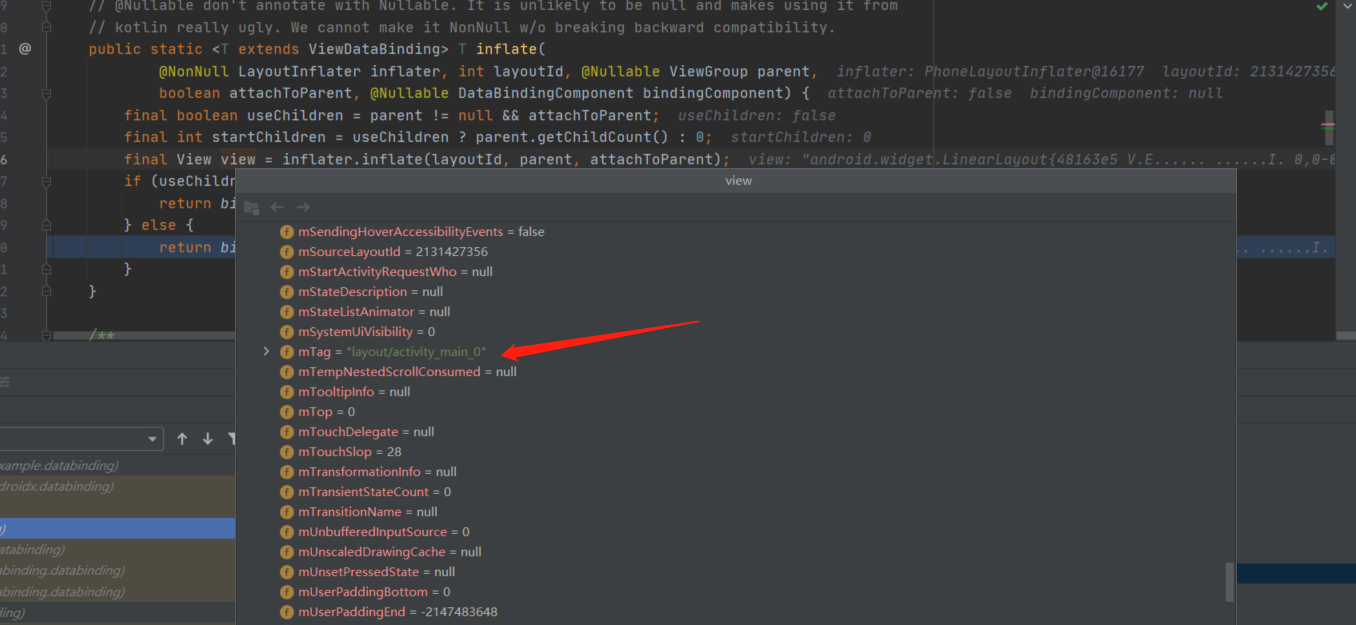 9 // @Nullable don't annotate with Nullable. It is unlikely to be null and makes using it from
0 // kotlin really ugly. We cannot make it NonNull w/o breaking backward compatibility.
1 @ public static <T extends ViewDataBinding> T inflate(
2 @NonNull LayoutInflater inflater, int layoutId, @Nullable ViewGroup parent, inflater: PhoneLayoutInflater@16177 layoutId: 2131427356
3 boolean attachToParent, @Nullable DataBindingComponent bindingComponent) { attachToParent: false bindingComponent: null
4 final boolean useChildren = parent != null && attachToParent; useChildren: false
5 final int startChildren = useChildren ? parent.getChildCount() : 0; startChildren: 0
6 final View view = inflater.inflate(layoutId, parent, attachToParent); view: "android.widget.LinearLayout{48163e5 V.E...... ......I. 0,0-0
7 if (useChildr
view
8 return bi
9 } else {
0 return bi .. ......I.
1 }
2 }
3
4 /**
mSendingHoverAccessibilityEvents = false
mSourceLayoutId = 2131427356
mStartActivityRequestWho = null
mStateDescription = null
mStateListAnimator = null
mSystemUiVisibility = 0
mTag = "layout/activity_main_0"
mTempNestedScrollConsumed = null
mTooltipInfo = null
mTop = 0
mTouchDelegate = null
mTouchSlop = 28
mTransformationInfo = null
mTransientStateCount = 0
mTransitionName = null
mUnbufferedInputSource = 0
mUnscaledDrawingCache = null
mUnsetPressedState = null
mUserPaddingBottom = 0
mUserPaddingEnd = -2147483648
xample.databinding)
droidx.databinding)
g)
atabinding)
abinding.databinding)
abinding.databinding)
ding)